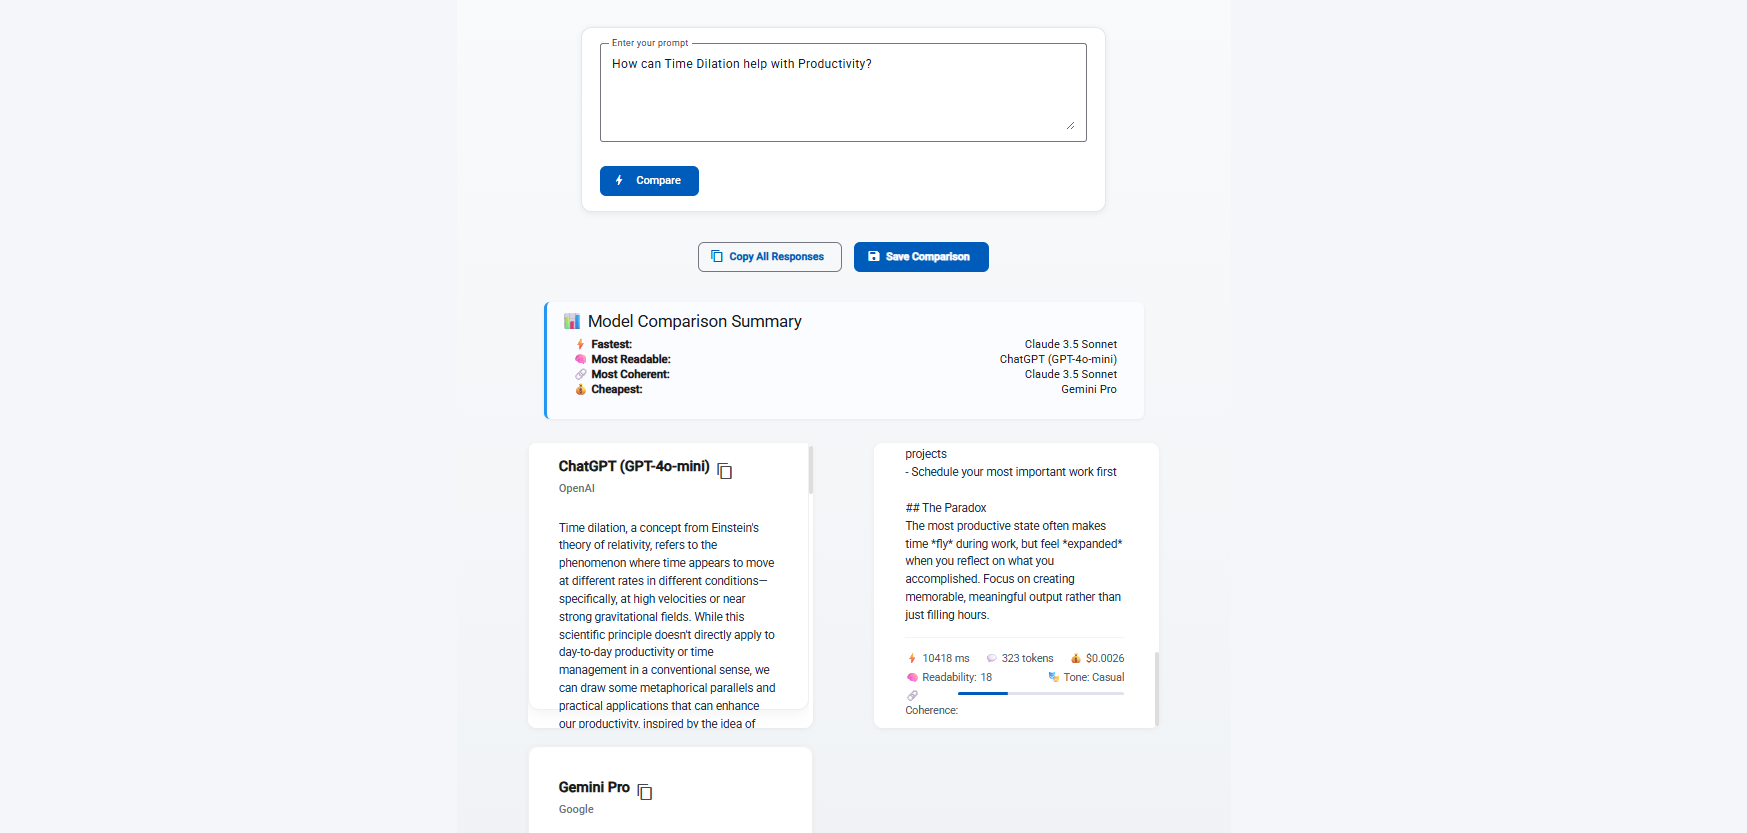 Enter your prompt
How can Time Dilation help with Productivity?
Compare
Copy All Responses
Save Comparison
Model Comparison Summary
Fastest: Claude 3.5 Sonnet
Most Readable: ChatGPT (GPT-4o-mini)
Most Coherent: Claude 3.5 Sonnet
Cheapest: Gemini Pro
ChatGPT (GPT-4o-mini)
OpenAI
Time dilation, a concept from Einstein's
theory of relativity, refers to the
phenomenon where time appears to move
at different rates in different conditions—
specifically, at high velocities or near
strong gravitational fields. While this
scientific principle doesn't directly apply to
day-to-day productivity or time
management in a conventional sense, we
can draw some metaphorical parallels and
practical applications that can enhance
our productivity, inspired by the idea of
projects
- Schedule your most important work first
## The Paradox
The most productive state often makes
time *fly* during work, but feel *expanded*
when you reflect on what you
accomplished. Focus on creating
memorable, meaningful output rather than
just filling hours.
10418 ms 323 tokens $0.0026
Readability: 18 Tone: Casual
Coherence:
Gemini Pro
Google